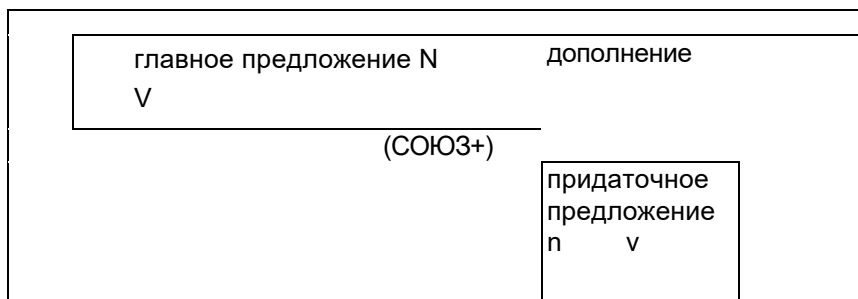 главное предложение N дополнение
V
(СОЮЗ+)
придаточное
предложение
n v